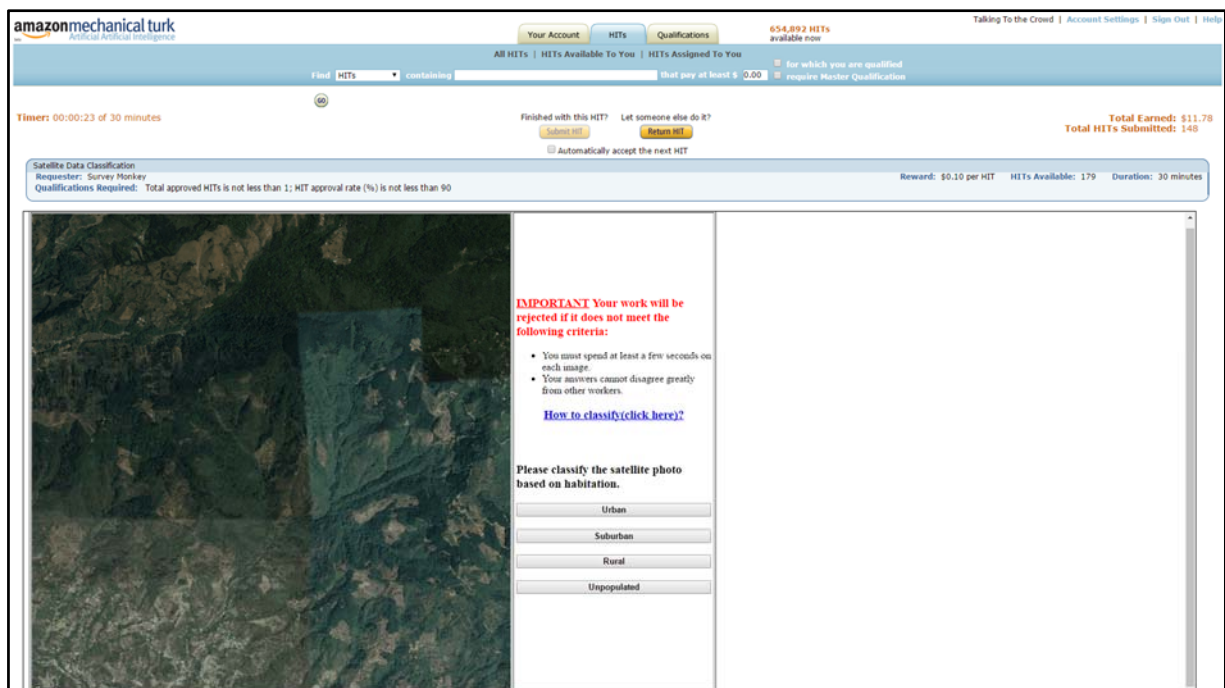 amazonmechanical turk
Artificial Artificial Intelligence
Your Account
HITs
Qualifications
654,892 HITs
available now
Talking To the Crowd | Account Settings | Sign Out | Help
All HITs | HITs Available To You | HITs Assigned To You
Find HITs containing that pay at least $ 0.00
for which you are qualified
require Master Qualification
GO
Timer: 00:00:23 of 30 minutes
Finished with this HIT? Let someone else do it?
Submit HIT Return HIT
Automatically accept the next HIT
Total Earned: $11.78
Total HITs Submitted: 148
Satellite Data Classification
Requester: Survey Monkey
Reward: $0.10 per HIT HITs Available: 179 Duration: 30 minutes
Qualifications Required: Total approved HITs is not less than 1; HIT approval rate (%) is not less than 90
IMPORTANT Your work will be
rejected if it does not meet the
following criteria:
• You must spend at least a few seconds on
each image.
• Your answers cannot disagree greatly
from other workers.
How to classify(click here)?
Please classify the satellite photo
based on habitation.
Urban
Suburban
Rural
Unpopulated